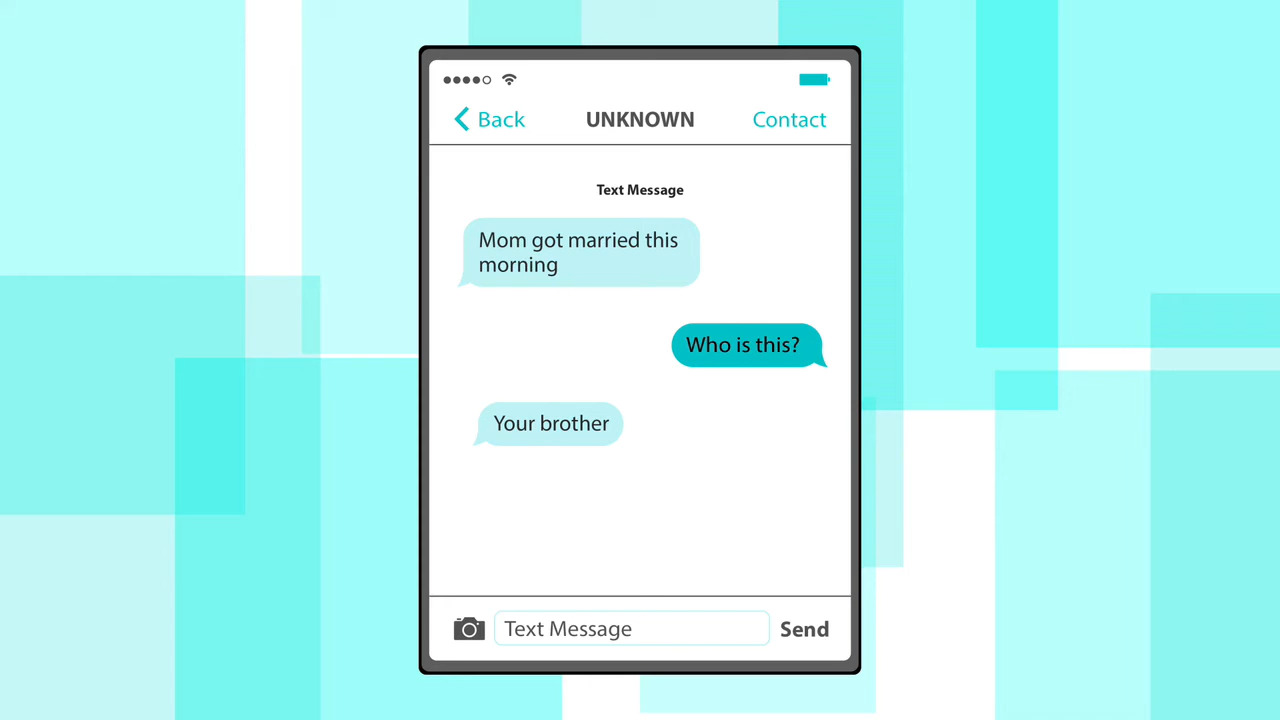 Back UNKNOWN Contact
Text Message
Mom got married this
morning
Who is this?
Your brother
Text Message Send